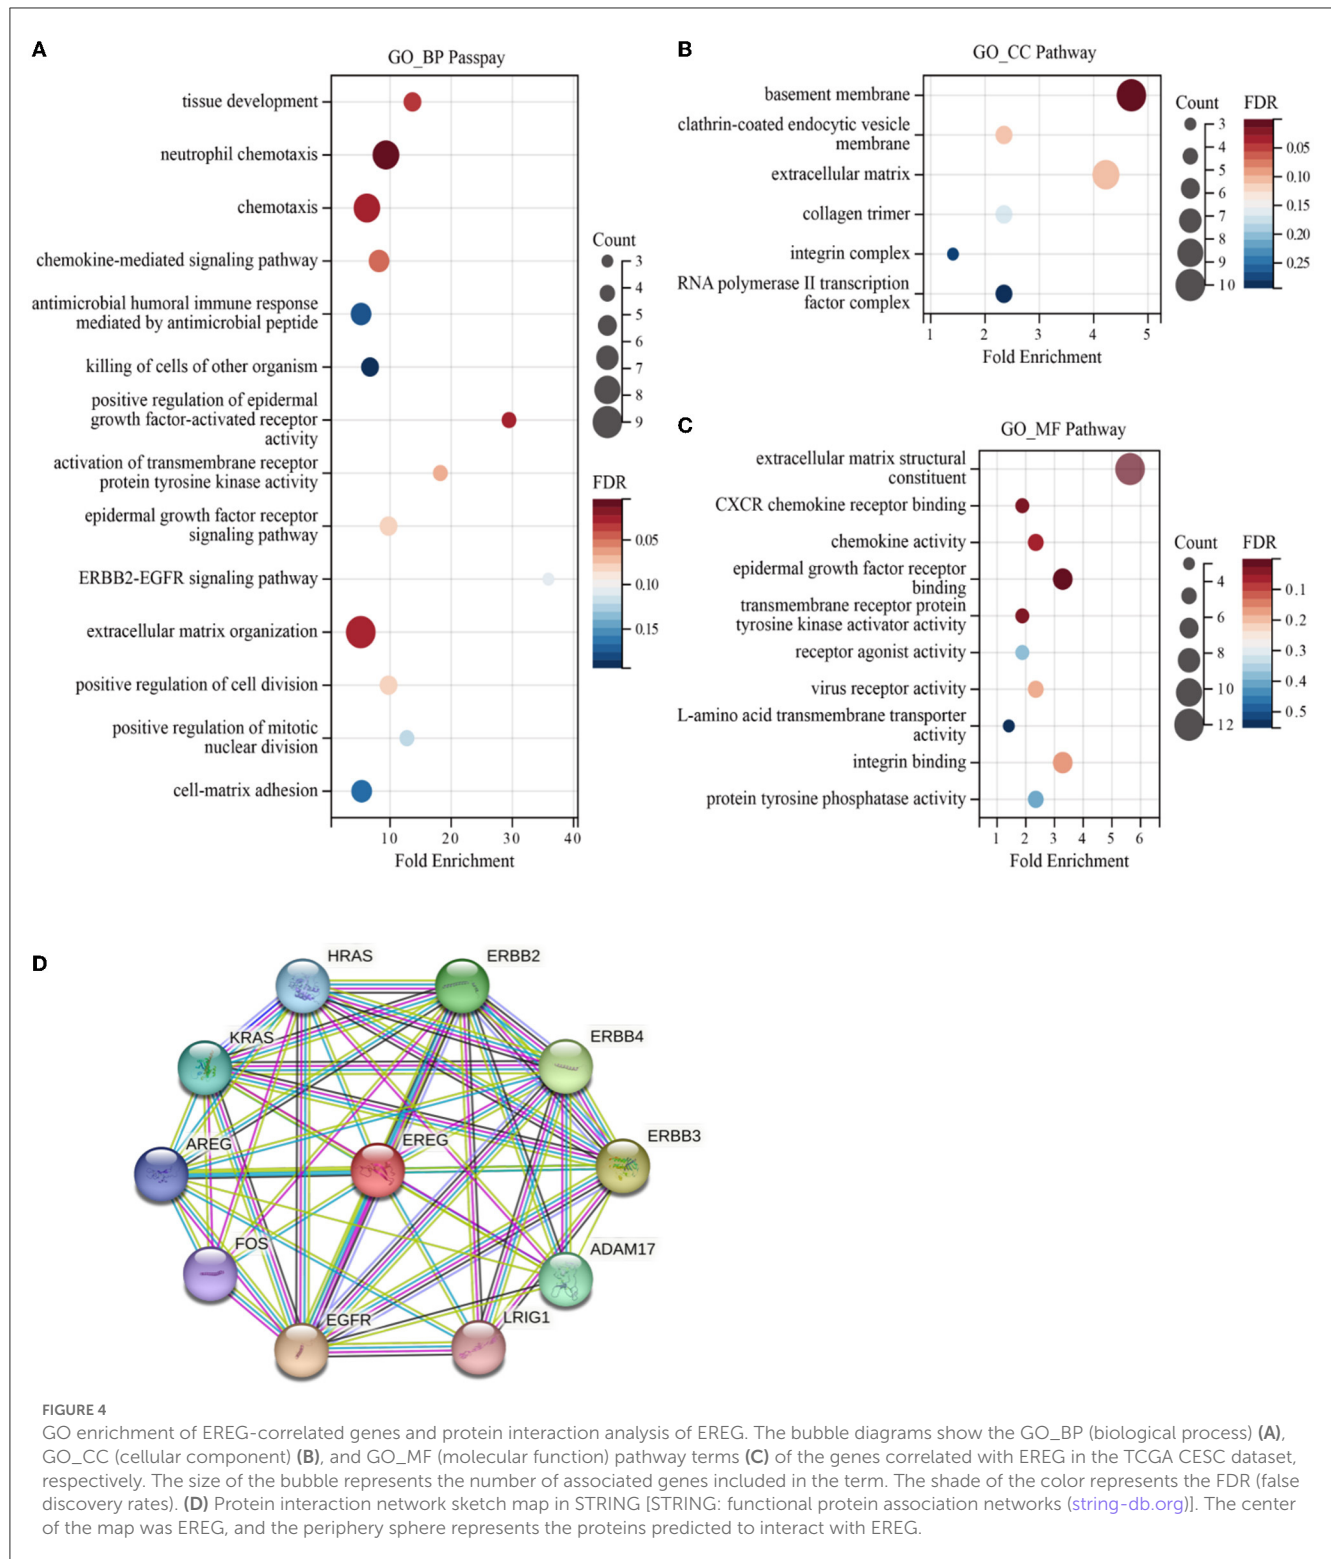 A
GO_BP Passpay
tissue development
neutrophil chemotaxis
chemotaxis
chemokine-mediated signaling pathway
antimicrobial humoral immune response
mediated by antimicrobial peptide
killing of cells of other organism
positive regulation of epidermal
growth factor-activated receptor
activity
activation of transmembrane receptor
protein tyrosine kinase activity
epidermal growth factor receptor
signaling pathway
ERBB2-EGFR signaling pathway
extracellular matrix organization
positive regulation of cell division
positive regulation of mitotic
nuclear division
cell-matrix adhesion
10 20 30 40
Fold Enrichment
Count
3
4
5
6
7
8
9
FDR
0.05
0.10
0.15
B
GO_CC Pathway
basement membrane
clathrin-coated endocytic vesicle
membrane
extracellular matrix
collagen trimer
integrin complex
RNA polymerase II transcription
factor complex
1 2 3 4 5
Fold Enrichment
Count
3
4
5
6
7
8
9
10
FDR
0.05
0.10
0.15
0.20
0.25
C
GO_MF Pathway
extracellular matrix structural
constituent
CXCR chemokine receptor binding
chemokine activity
epidermal growth factor receptor
binding
transmembrane receptor protein
tyrosine kinase activator activity
receptor agonist activity
virus receptor activity
L-amino acid transmembrane transporter
activity
integrin binding
protein tyrosine phosphatase activity
1 2 3 4 5 6
Fold Enrichment
Count
4
6
8
10
12
FDR
0.1
0.2
0.3
0.4
0.5
D
HRAS
ERBB2
KRAS
ERBB4
AREG
EREG
ERBB3
FOS
ADAM17
EGFR
LRIG1
FIGURE 4
GO enrichment of EREG-correlated genes and protein interaction analysis of EREG. The bubble diagrams show the GO_BP (biological process) (A),
GO_CC (cellular component) (B), and GO_MF (molecular function) pathway terms (C) of the genes correlated with EREG in the TCGA CESC dataset,
respectively. The size of the bubble represents the number of associated genes included in the term. The shade of the color represents the FDR (false
discovery rates). (D) Protein interaction network sketch map in STRING [STRING: functional protein association networks (string-db.org)]. The center
of the map was EREG, and the periphery sphere represents the proteins predicted to interact with EREG.